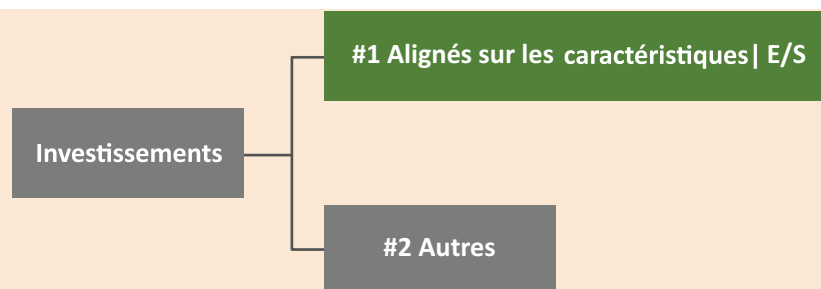 #1 Alignés sur les caractéristiques| E/S
Investissements
#2 Autres